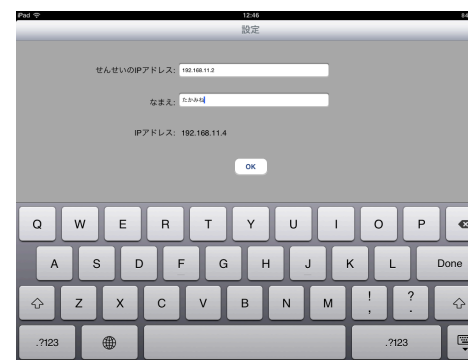 iPad 12:46 84
設定
せんせいのIPアドレス: 192.168.11.2
なまえ: たかみね
IPアドレス: 192.168.11.4
OK
Q W E R T Y U I O P
A S D F G H J K L Done
Z X C V B N M ! , ? .
.?123 .?123